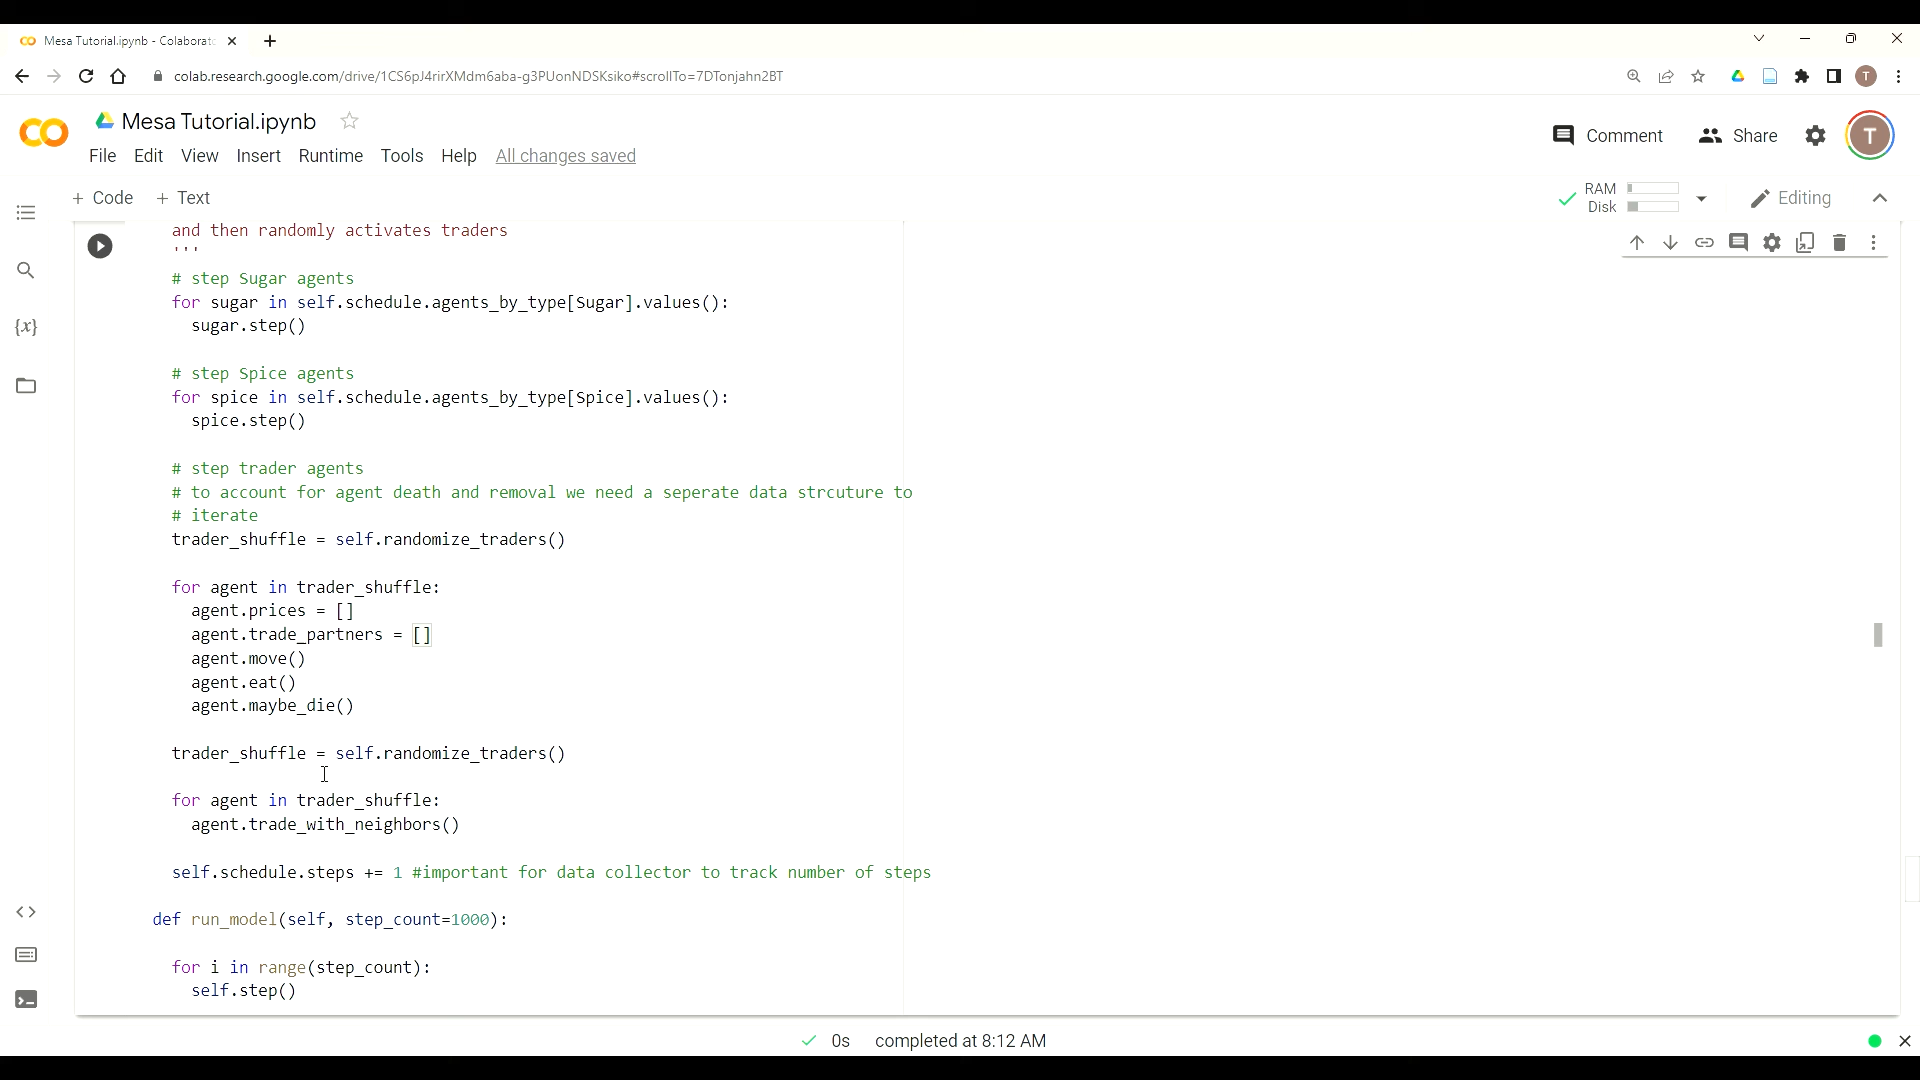 Mesa Tutorial.ipynb - Colaborato
colab.research.google.com/drive/1CS6pJ4rirXMdm6aba-g3PUonNDSKsiko#scrollTo=7DTonjahn2BT
T
Mesa Tutorial.ipynb
File Edit View Insert Runtime Tools Help All changes saved
Comment Share T
+ Code + Text
RAM
Disk
Editing
{x}
and then randomly activates traders
'''
# step Sugar agents
for sugar in self.schedule.agents_by_type[Sugar].values():
sugar.step()
# step Spice agents
for spice in self.schedule.agents_by_type[Spice].values():
spice.step()
# step trader agents
# to account for agent death and removal we need a seperate data strcuture to
# iterate
trader_shuffle = self.randomize_traders()
for agent in trader_shuffle:
agent.prices = []
agent.trade_partners = []
agent.move()
agent.eat()
agent.maybe_die()
trader_shuffle = self.randomize_traders()
for agent in trader_shuffle:
agent.trade_with_neighbors()
self.schedule.steps += 1 #important for data collector to track number of steps
def run_model(self, step_count=1000):
for i in range(step_count):
self.step()
0s completed at 8:12 AM